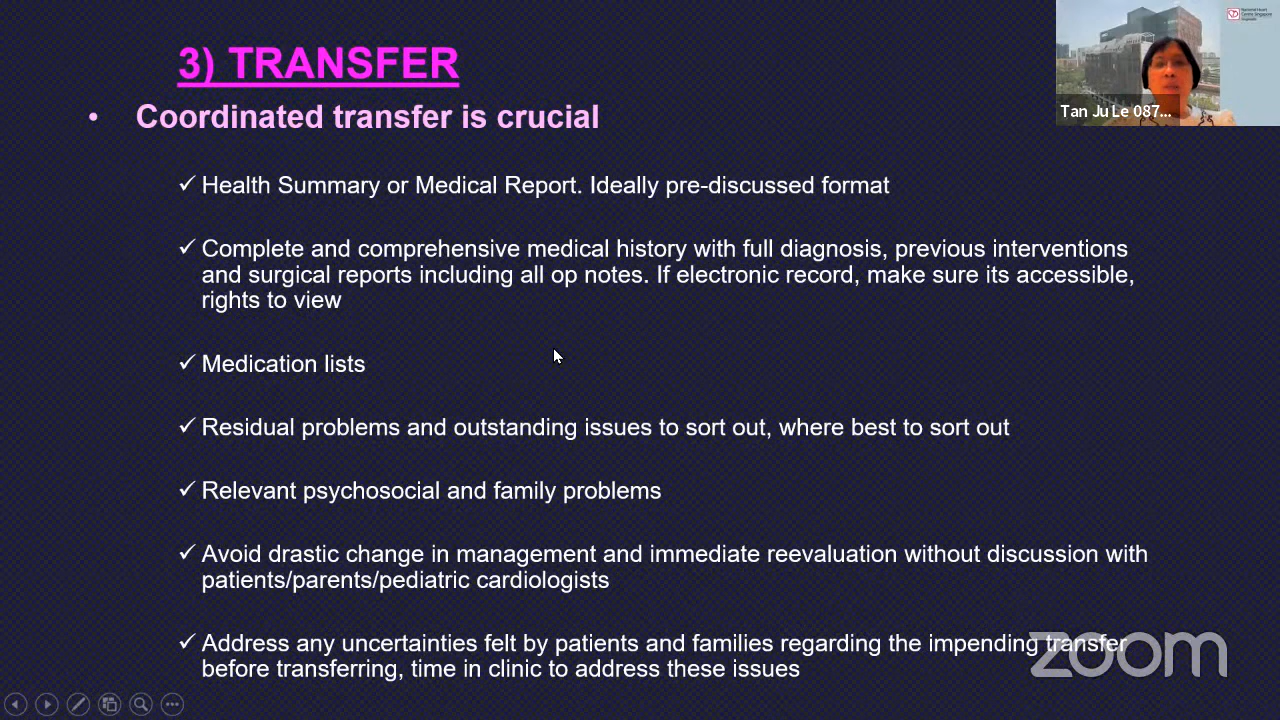 3) TRANSFER
• Coordinated transfer is crucial
✓ Health Summary or Medical Report. Ideally pre-discussed format
✓ Complete and comprehensive medical history with full diagnosis, previous interventions
and surgical reports including all op notes. If electronic record, make sure its accessible,
rights to view
✓ Medication lists
✓ Residual problems and outstanding issues to sort out, where best to sort out
✓ Relevant psychosocial and family problems
✓ Avoid drastic change in management and immediate reevaluation without discussion with
patients/parents/pediatric cardiologists
✓ Address any uncertainties felt by patients and families regarding the impending transfer
before transferring, time in clinic to address these issues
Tan Ju Le 087...
National Heart
Centre Singapore
zoom